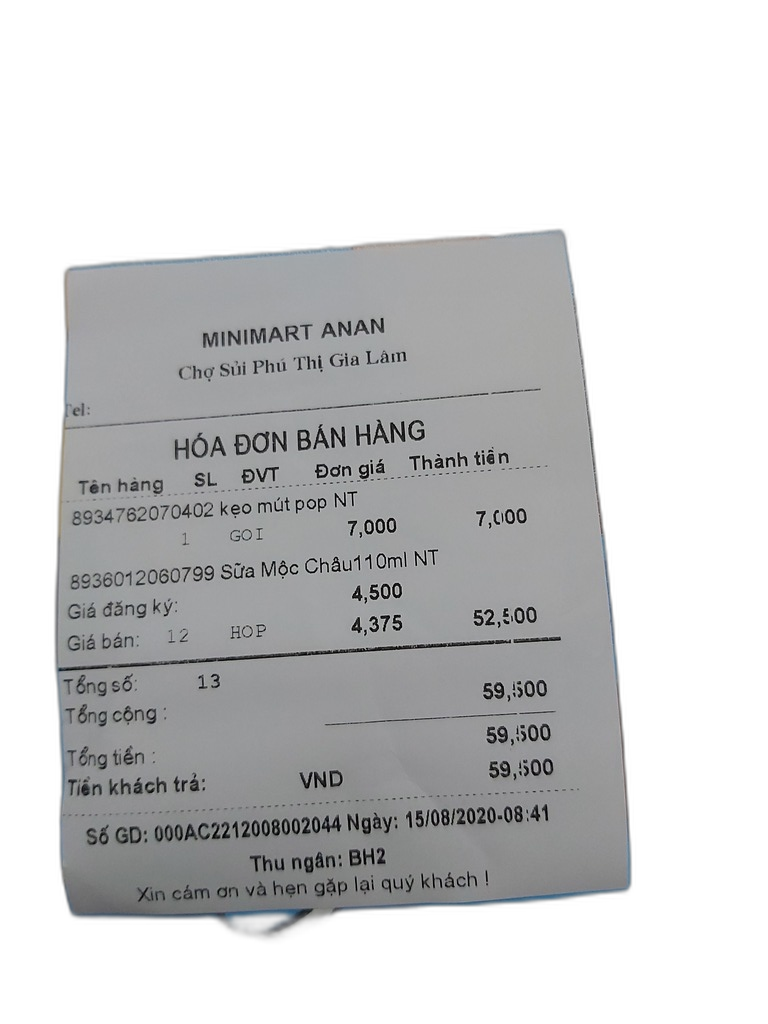 MINIMART ANAN
Chợ Sủi Phú Thị Gia Lâm
Tel:
HÓA ĐƠN BÁN HÀNG
Tên hàng SL ĐVT Đơn giá Thành tiền
8934762070402 kẹo mút pop NT
1 GOI 7,000 7,000
8936012060799 Sữa Mộc Châu110ml NT
Giá đăng ký: 4,500
Giá bán: 12 HOP 4,375 52,500
Tổng số: 13
Tổng cộng : 59,500
Tổng tiền : 59,500
Tiền khách trả: VND 59,500
Số GD: 000AC2212008002044 Ngày: 15/08/2020-08:41
Thu ngân: BH2
Xin cám ơn và hẹn gặp lại quý khách !